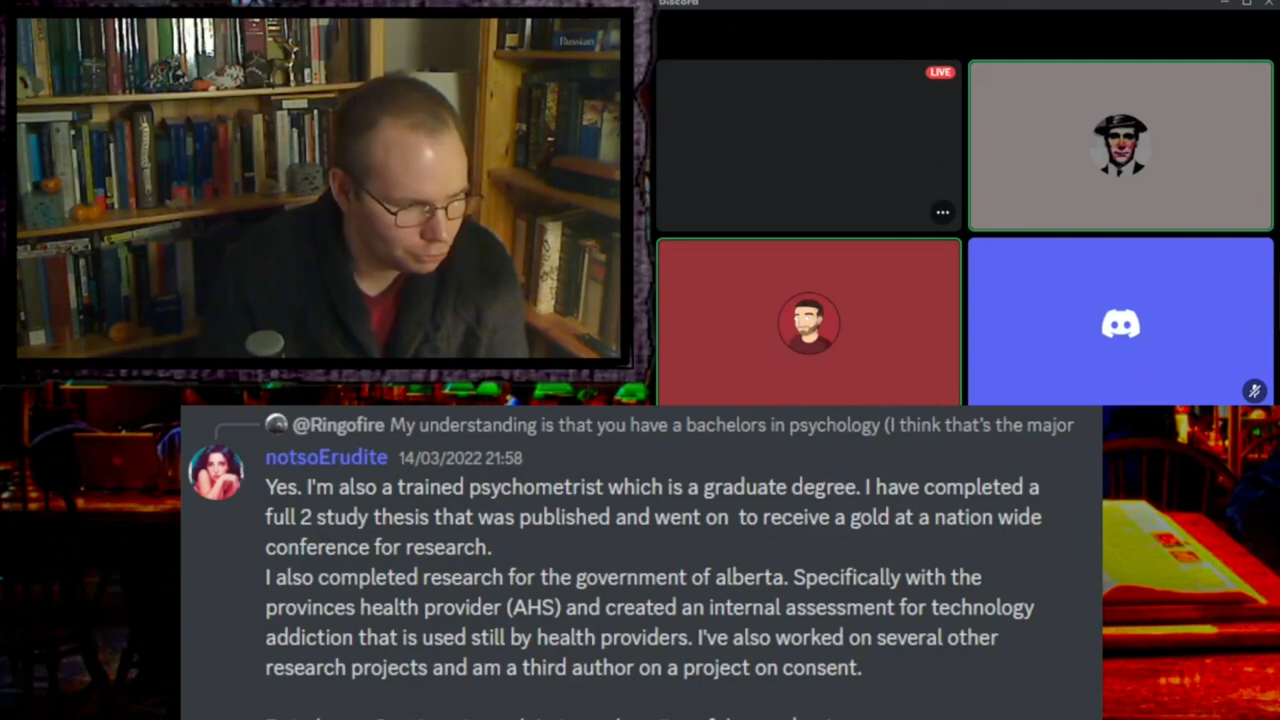 Discord
Russian
LIVE
@Ringofire My understanding is that you have a bachelors in psychology (I think that's the major
notsoErudite 14/03/2022 21:58
Yes. I'm also a trained psychometrist which is a graduate degree. I have completed a
full 2 study thesis that was published and went on to receive a gold at a nation wide
conference for research.
I also completed research for the government of alberta. Specifically with the
provinces health provider (AHS) and created an internal assessment for technology
addiction that is used still by health providers. I've also worked on several other
research projects and am a third author on a project on consent.